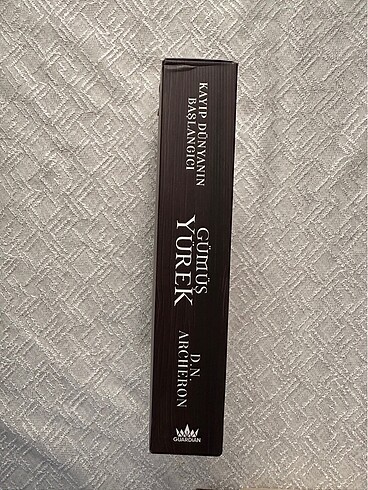 KAYIP DÜNYANIN
BAŞLANGICI
GÜMÜŞ
YÜREK
D.N.
ARCHERON
GUARDIAN